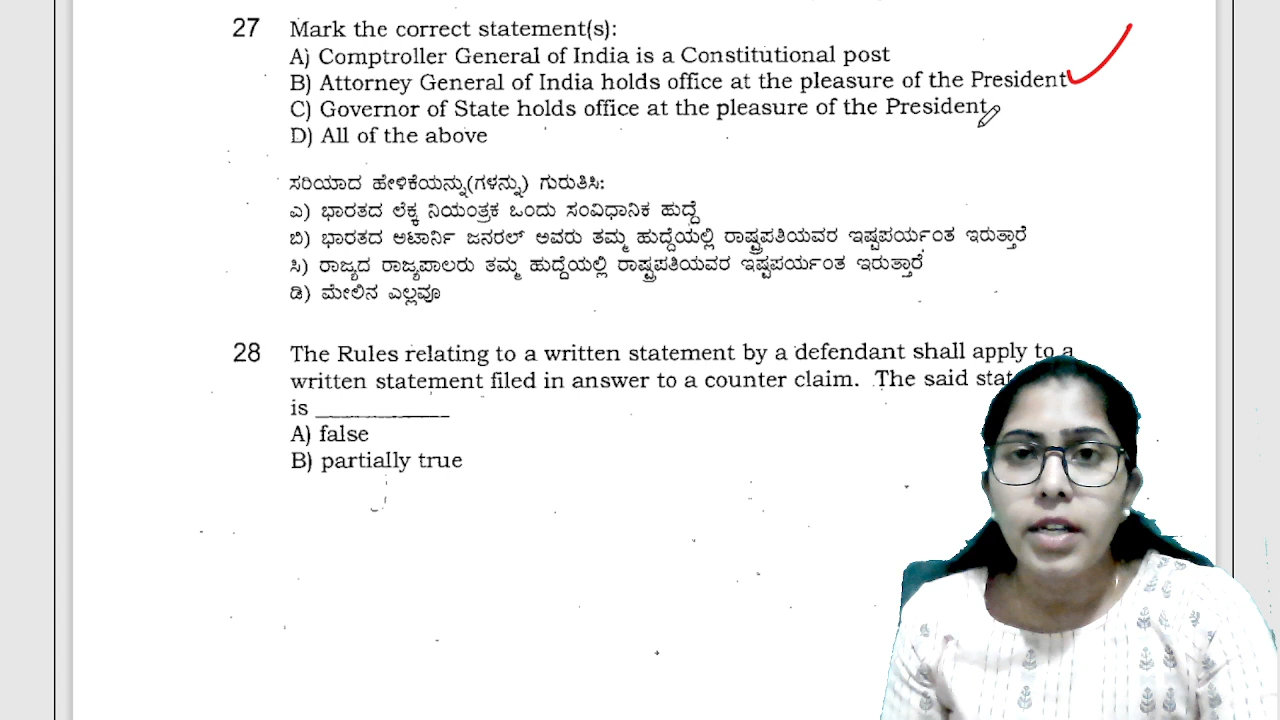 27 Mark the correct statement(s):
A) Comptroller General of India is a Constitutional post
B) Attorney General of India holds office at the pleasure of the President
C) Governor of State holds office at the pleasure of the President
D) All of the above
ಸರಿಯಾದ ಹೇಳಿಕೆಯನ್ನು(ಗಳನ್ನು) ಗುರುತಿಸಿ:
ಎ) ಭಾರತದ ಲೆಕ್ಕ ನಿಯಂತ್ರಕ ಒಂದು ಸಂವಿಧಾನಿಕ ಹುದ್ದೆ
ಬಿ) ಭಾರತದ ಅಟಾರ್ನಿ ಜನರಲ್ ಅವರು ತಮ್ಮ ಹುದ್ದೆಯಲ್ಲಿ ರಾಷ್ಟ್ರಪತಿಯವರ ಇಷ್ಟಪರ್ಯಂತ ಇರುತ್ತಾರೆ
ಸಿ) ರಾಜ್ಯದ ರಾಜ್ಯಪಾಲರು ತಮ್ಮ ಹುದ್ದೆಯಲ್ಲಿ ರಾಷ್ಟ್ರಪತಿಯವರ ಇಷ್ಟಪರ್ಯಂತ ಇರುತ್ತಾರೆ
ಡಿ) ಮೇಲಿನ ಎಲ್ಲವೂ
28 The Rules relating to a written statement by a defendant shall apply to a
written statement filed in answer to a counter claim. The said
is ___________
A) false
B) partially true